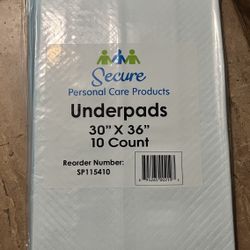 Secure
Personal Care Products
Underpads
30" X 36"
10 Count
Reorder Number:
SP115410